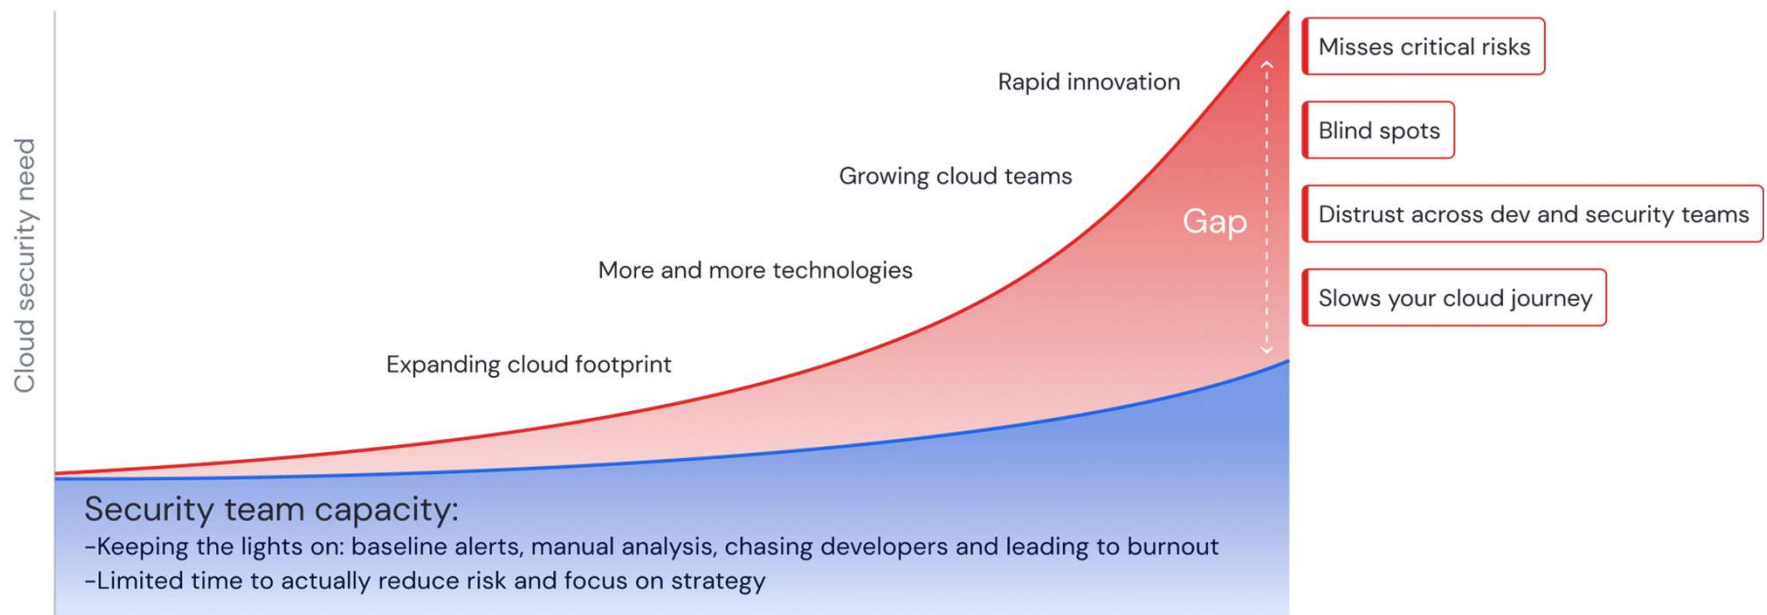 Cloud security need
Rapid innovation
Growing cloud teams
More and more technologies
Expanding cloud footprint
Gap
Misses critical risks
Blind spots
Distrust across dev and security teams
Slows your cloud journey
Security team capacity:
-Keeping the lights on: baseline alerts, manual analysis, chasing developers and leading to burnout
-Limited time to actually reduce risk and focus on strategy